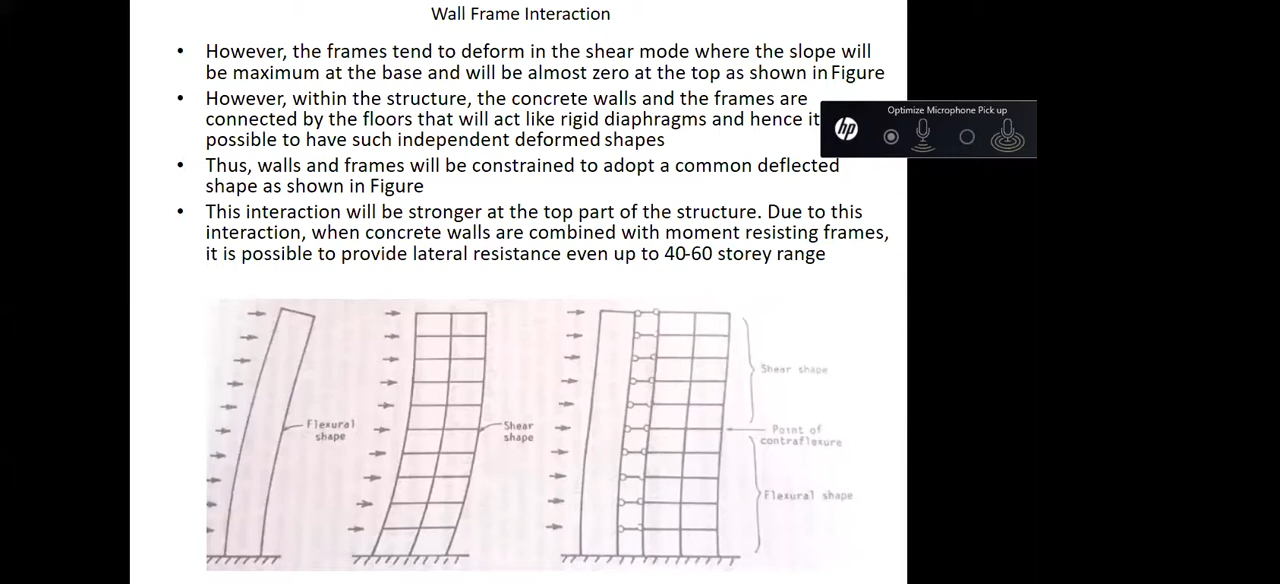 Wall Frame Interaction
• However, the frames tend to deform in the shear mode where the slope will
be maximum at the base and will be almost zero at the top as shown in Figure
• However, within the structure, the concrete walls and the frames are
connected by the floors that will act like rigid diaphragms and hence it
possible to have such independent deformed shapes
• Thus, walls and frames will be constrained to adopt a common deflected
shape as shown in Figure
• This interaction will be stronger at the top part of the structure. Due to this
interaction, when concrete walls are combined with moment resisting frames,
it is possible to provide lateral resistance even up to 40-60 storey range
Optimize Microphone Pick up
hp
Flexural
shape
Shear
shape
Shear shape
Point of
contraflexure
Flexural shape